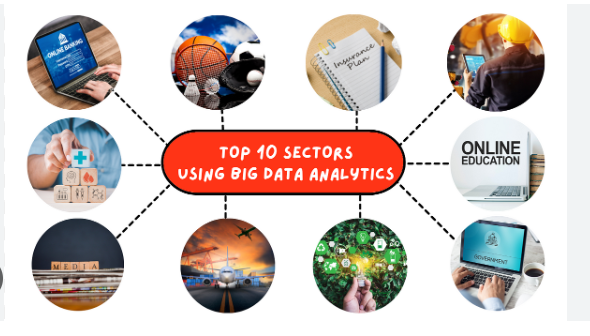 ONLINE BANKING
Insurance
Plan
TOP 10 SECTORS
USING BIG DATA ANALYTICS
ONLINE
EDUCATION
MEDIA
GOVERNMENT